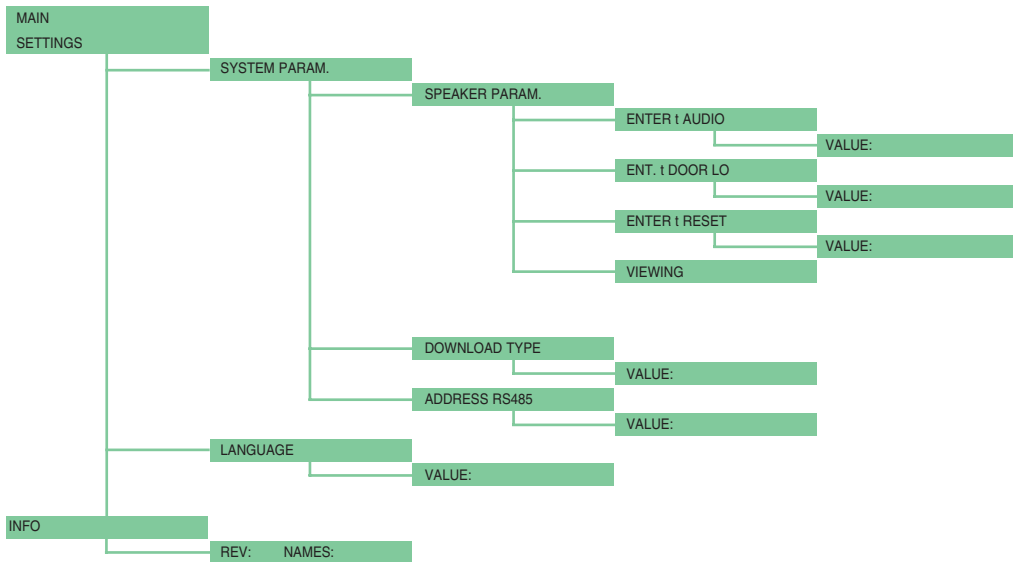 MAIN
SETTINGS
SYSTEM PARAM.
SPEAKER PARAM.
ENTER t AUDIO
VALUE:
ENT. t DOOR LO
VALUE:
ENTER t RESET
VALUE:
VIEWING
DOWNLOAD TYPE
VALUE:
ADDRESS RS485
VALUE:
LANGUAGE
VALUE:
INFO
REV: NAMES: